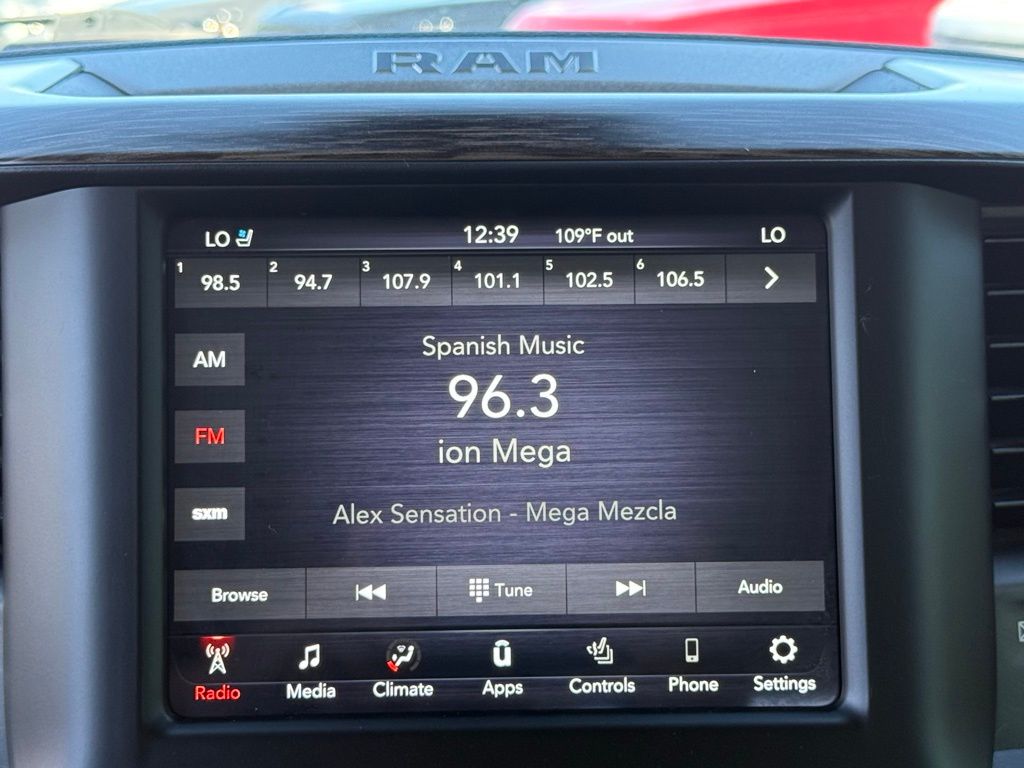 RAM
LO 12:39 109°F out LO
1 98.5 2 94.7 3 107.9 4 101.1 5 102.5 6 106.5
Spanish Music
AM
96.3
FM
ion Mega
sxm
Alex Sensation - Mega Mezcla
Browse Tune Audio
Radio Media Climate Apps Controls Phone Settings